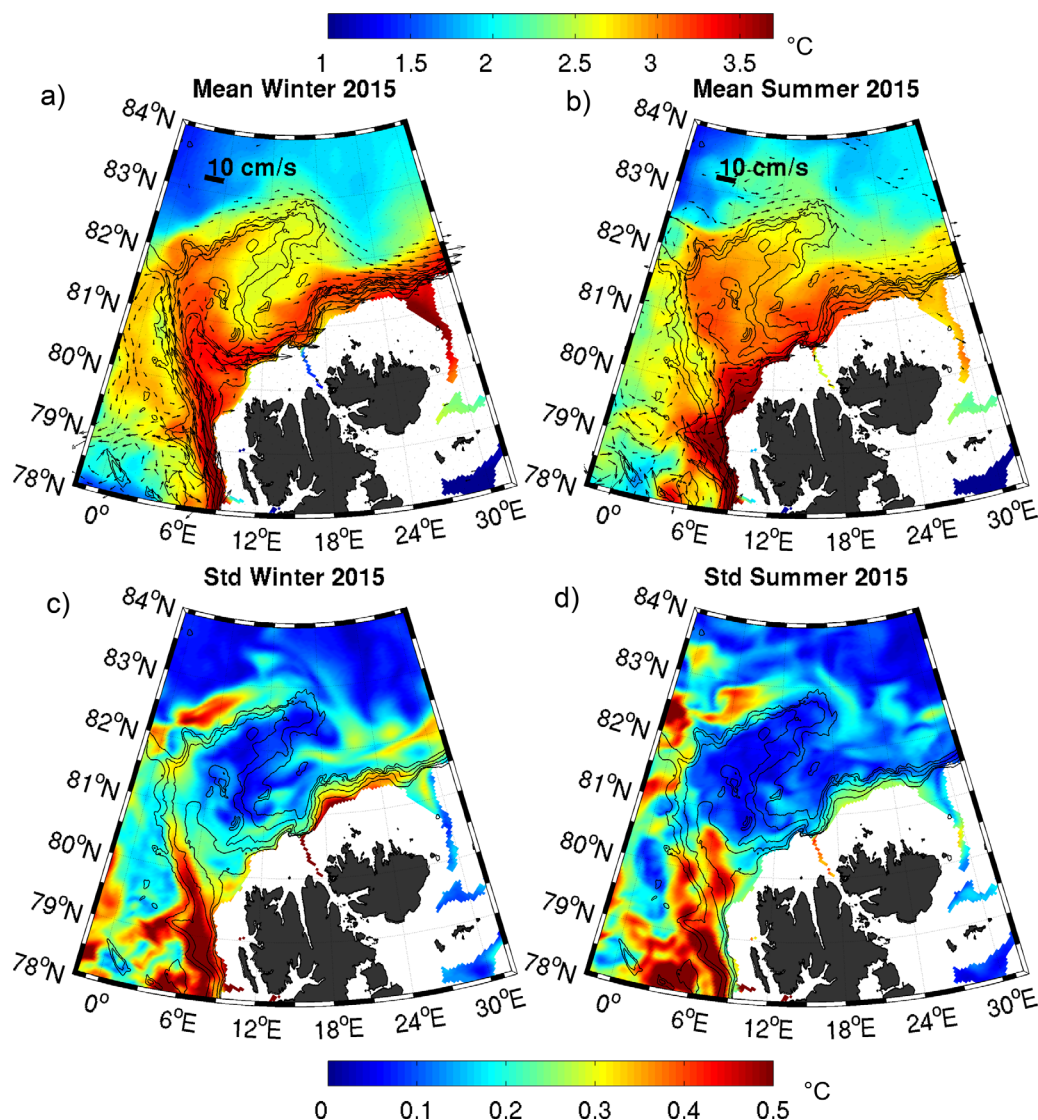 1 1.5 2 2.5 3 3.5 °C
a) Mean Winter 2015
b) Mean Summer 2015
84°N
83°N
82°N
81°N
80°N
79°N
78°N
10 cm/s
0° 6°E 12°E 18°E 24°E 30°E
84°N
83°N
82°N
81°N
80°N
79°N
78°N
10 cm/s
0° 6°E 12°E 18°E 24°E 30°E
c) Std Winter 2015
d) Std Summer 2015
84°N
83°N
82°N
81°N
80°N
79°N
78°N
0° 6°E 12°E 18°E 24°E 30°E
84°N
83°N
82°N
81°N
80°N
79°N
78°N
0° 6°E 12°E 18°E 24°E 30°E
0 0.1 0.2 0.3 0.4 0.5 °C